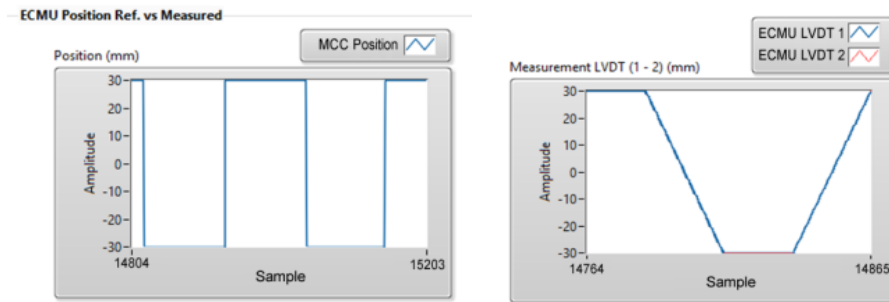 ECMU Position Ref. vs Measured
MCC Position
Position (mm)
30
20
10
0
-10
-20
-30
Amplitude
14804
15203
Sample
ECMU LVDT 1
ECMU LVDT 2
Measurement LVDT (1 - 2) (mm)
30
20
10
0
-10
-20
-30
Amplitude
14764
14865
Sample